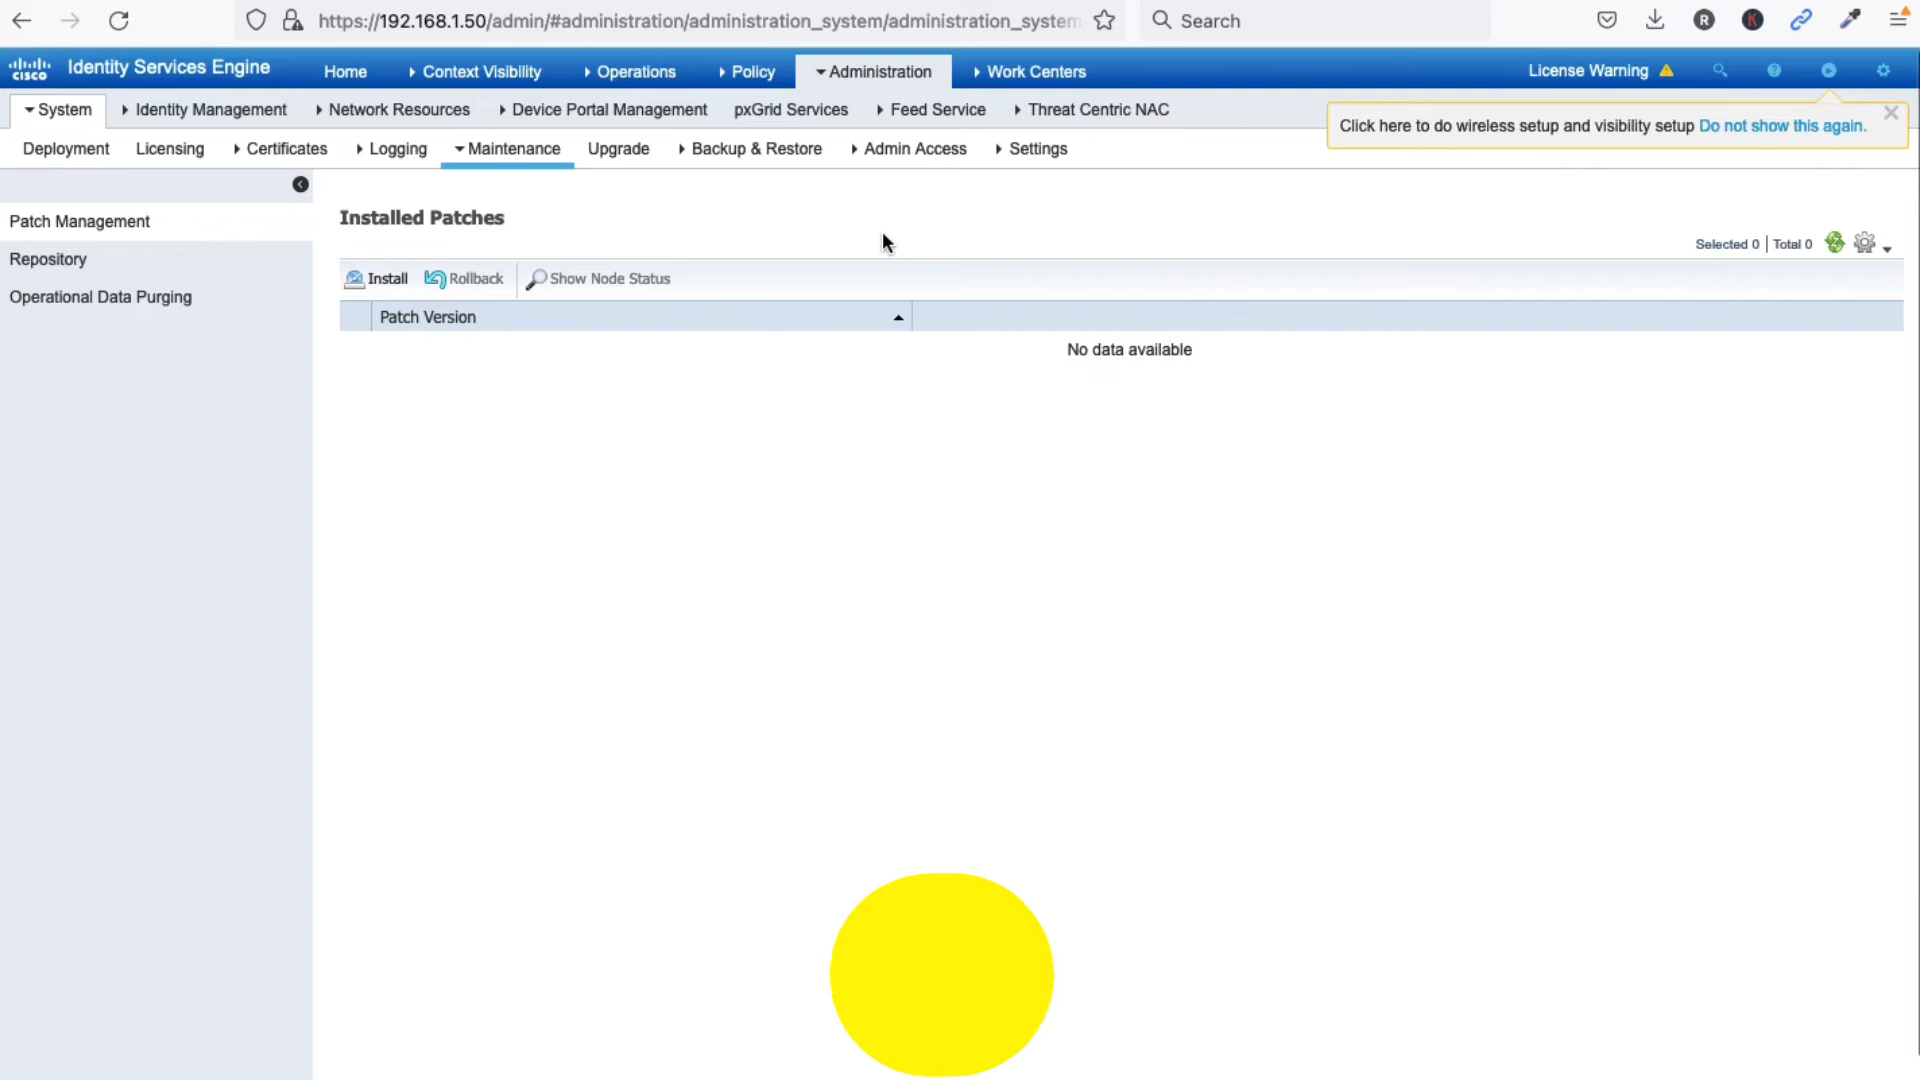 https://192.168.1.50/admin/#administration/administration_system/administration_system
Search
R
K
CISCO
Identity Services Engine
Home
Context Visibility
Operations
Policy
Administration
Work Centers
License Warning
System
Identity Management
Network Resources
Device Portal Management
pxGrid Services
Feed Service
Threat Centric NAC
Click here to do wireless setup and visibility setup Do not show this again.
Deployment
Licensing
Certificates
Logging
Maintenance
Upgrade
Backup & Restore
Admin Access
Settings
Patch Management
Repository
Operational Data Purging
Installed Patches
Selected 0 | Total 0
Install
Rollback
Show Node Status
Patch Version
No data available